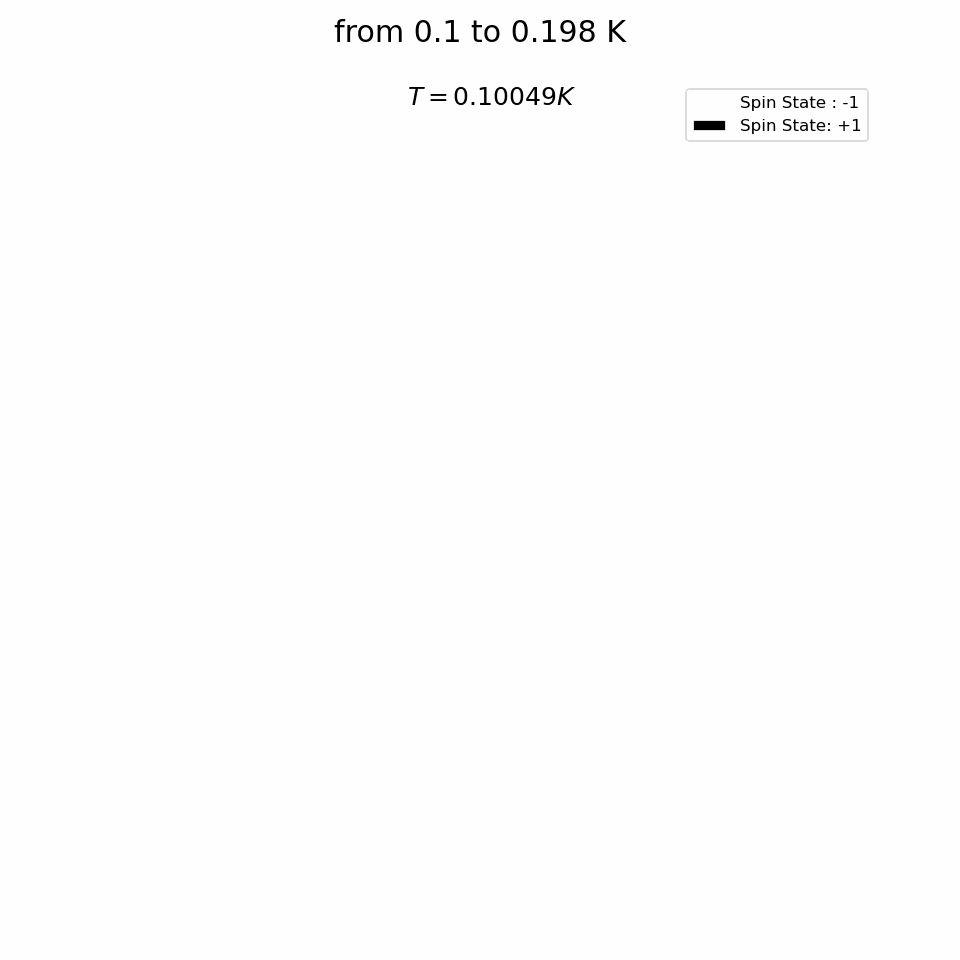 from 0.1 to 0.198 K
T = 0.10049K
Spin State : -1
Spin State: +1